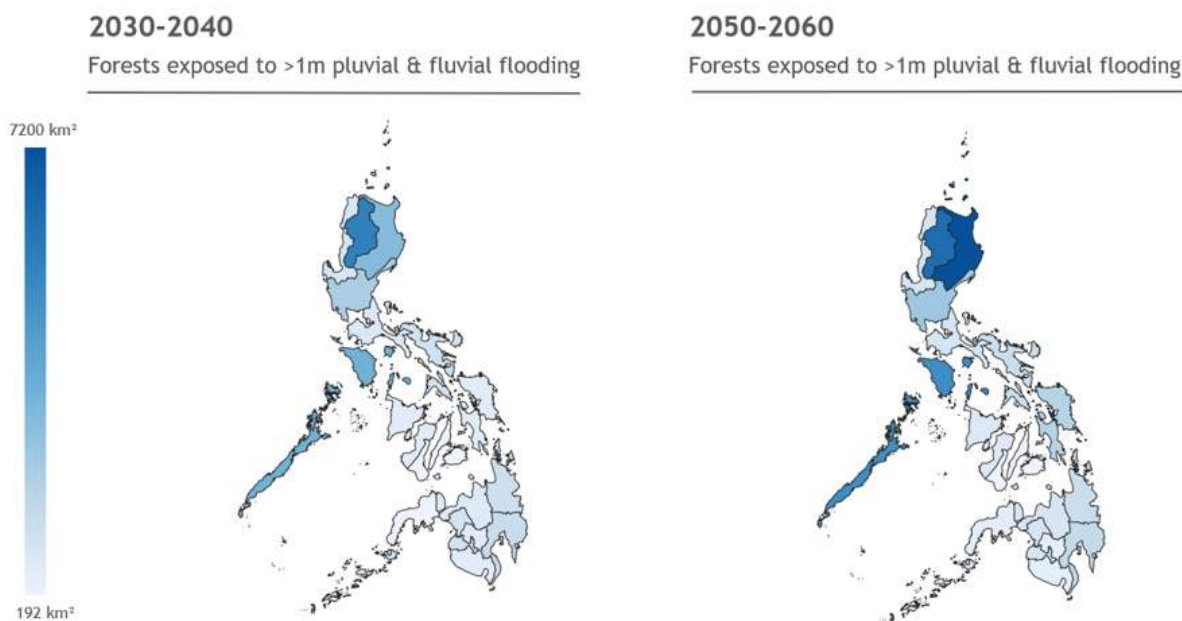 2030-2040
Forests exposed to >1m pluvial & fluvial flooding
2050-2060
Forests exposed to >1m pluvial & fluvial flooding
7200 km²
192 km²